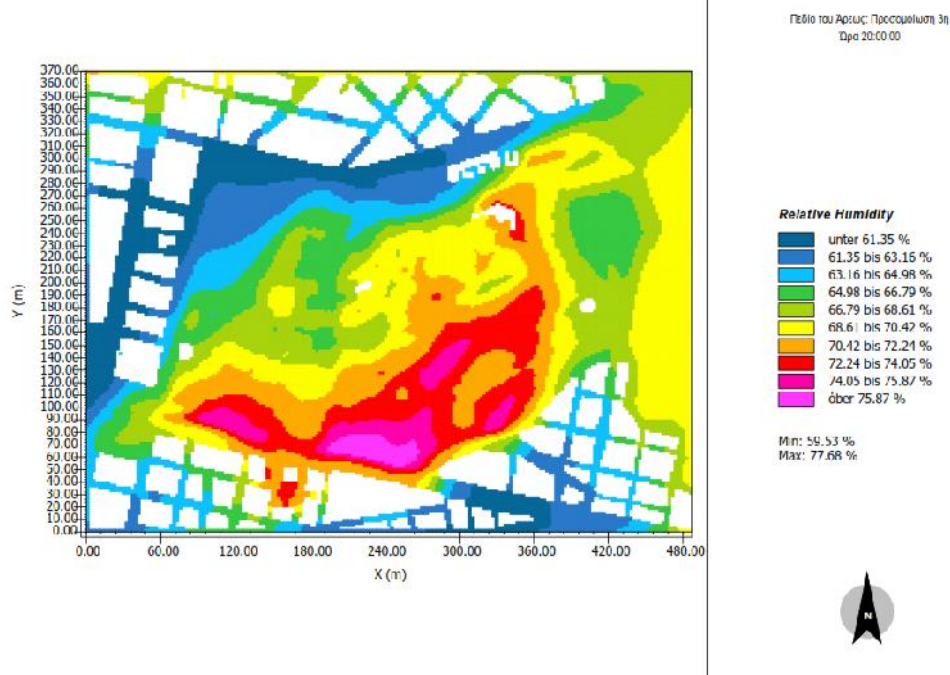 Πεδίο του Άρεως: Προσομοίωση 3η
Ώρα 20:00:00
370.00
360.00
350.00
340.00
330.00
320.00
310.00
300.00
290.00
280.00
270.00
260.00
250.00
240.00
230.00
220.00
210.00
200.00
190.00
180.00
170.00
160.00
150.00
140.00
130.00
120.00
110.00
100.00
90.00
80.00
70.00
60.00
50.00
40.00
30.00
20.00
10.00
0.00
Y (m)
0.00 60.00 120.00 180.00 240.00 300.00 360.00 420.00 480.00
X (m)
Relative Humidity
unter 61.35 %
61.35 bis 63.16 %
63.16 bis 64.98 %
64.98 bis 66.79 %
66.79 bis 68.61 %
68.61 bis 70.42 %
70.42 bis 72.24 %
72.24 bis 74.05 %
74.05 bis 75.87 %
óber 75.87 %
Min: 59.53 %
Max: 77.68 %
N